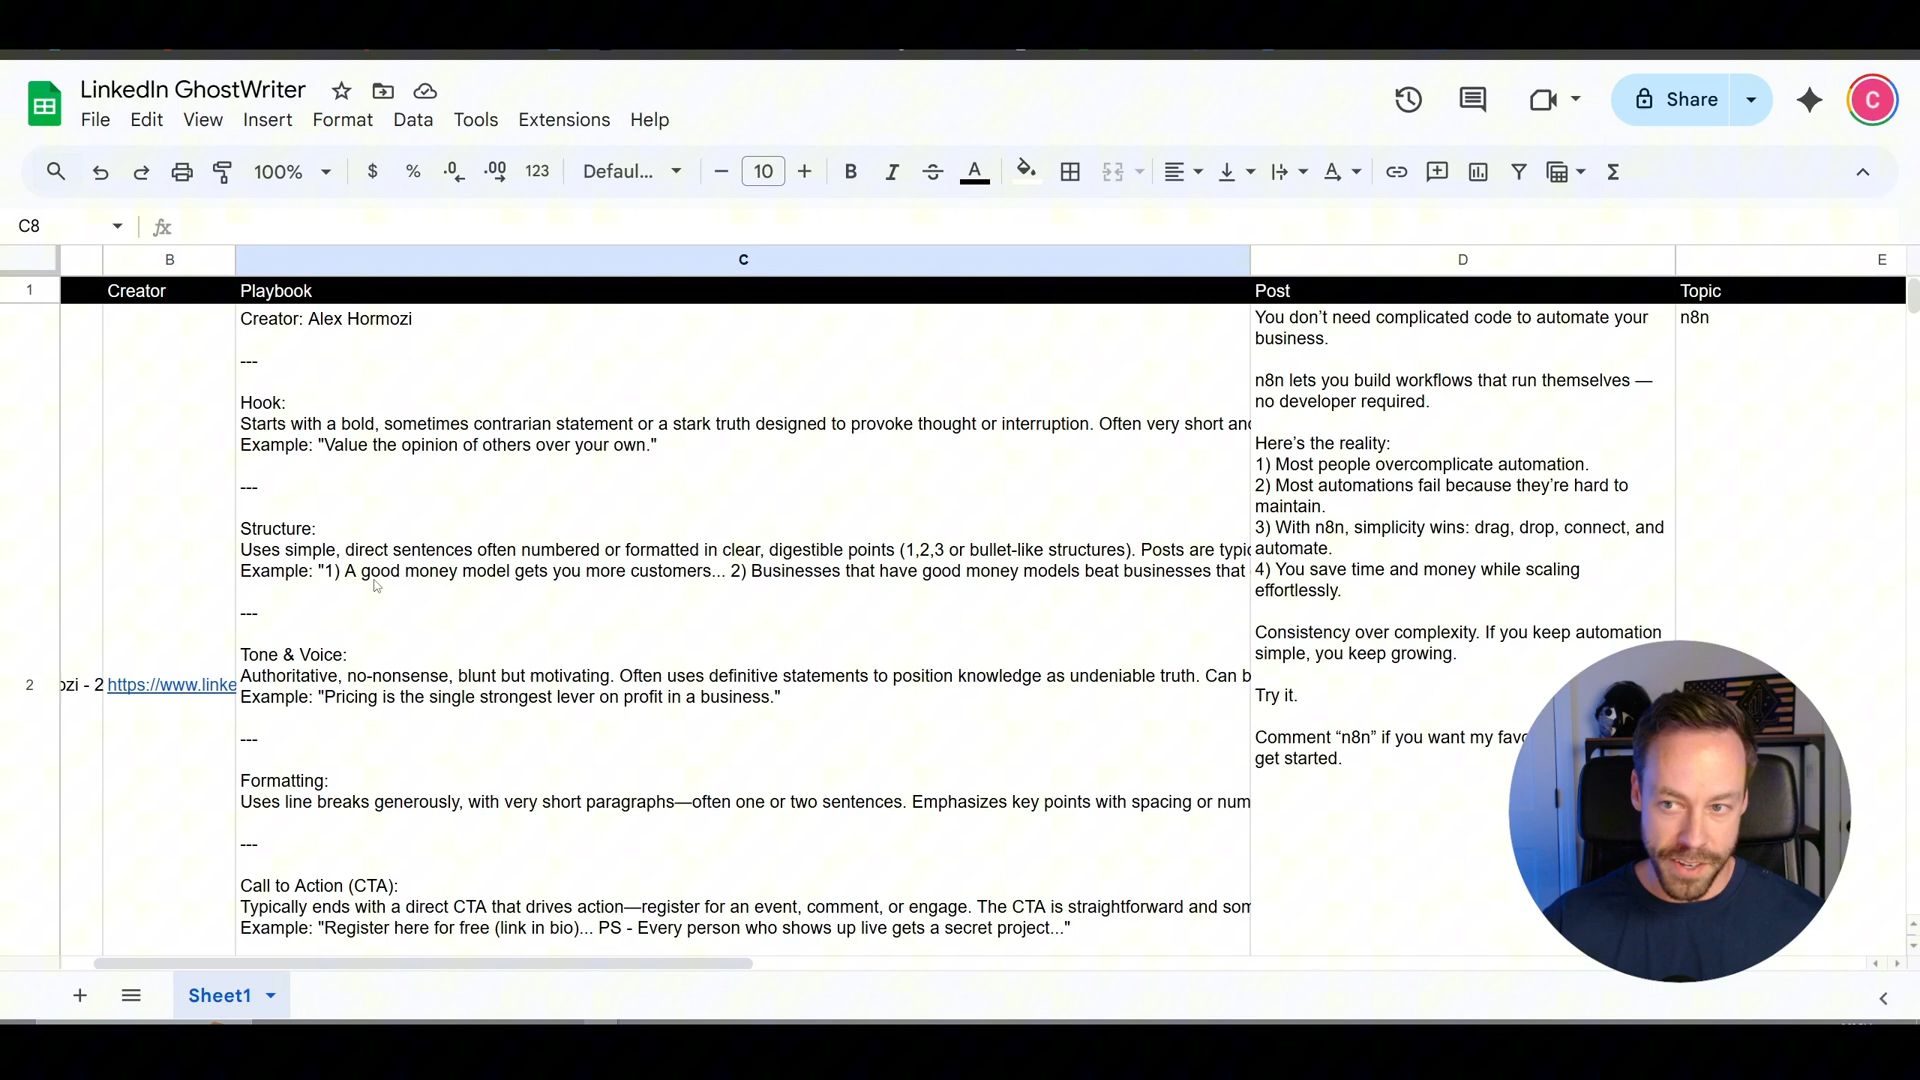 LinkedIn GhostWriter
File Edit View Insert Format Data Tools Extensions Help
Share
C
100% $ % .0 .00 123 Defaul... 10 B I A
C8 fx
B C D E
1 Creator Playbook Post Topic
2
ozi - 2
https://www.linke
Creator: Alex Hormozi
---
Hook:
Starts with a bold, sometimes contrarian statement or a stark truth designed to provoke thought or interruption. Often very short and
Example: "Value the opinion of others over your own."
---
Structure:
Uses simple, direct sentences often numbered or formatted in clear, digestible points (1,2,3 or bullet-like structures). Posts are
Example: "1) A good money model gets you more customers... 2) Businesses that have good money models beat businesses that
---
Tone & Voice:
Authoritative, no-nonsense, blunt but motivating. Often uses definitive statements to position knowledge as undeniable truth. Can
Example: "Pricing is the single strongest lever on profit in a business."
---
Formatting:
Uses line breaks generously, with very short paragraphs—often one or two sentences. Emphasizes key points with spacing or
---
Call to Action (CTA):
Typically ends with a direct CTA that drives action—register for an event, comment, or engage. The CTA is straightforward and
Example: "Register here for free (link in bio)... PS - Every person who shows up live gets a secret project..."
You don’t need complicated code to automate your
business.
n8n lets you build workflows that run themselves —
no developer required.
Here’s the reality:
1) Most people overcomplicate automation.
2) Most automations fail because they’re hard to
maintain.
3) With n8n, simplicity wins: drag, drop, connect, and
automate.
4) You save time and money while scaling
effortlessly.
Consistency over complexity. If you keep automation
simple, you keep growing.
Try it.
Comment “n8n” if you want my
get started.
n8n
Sheet1